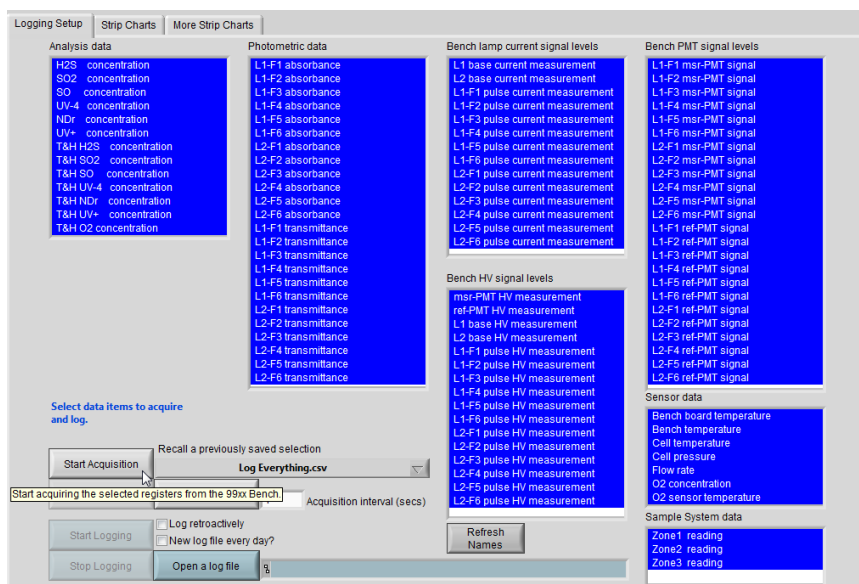 Logging Setup
Strip Charts
More Strip Charts
Analysis data
H2S concentration
SO2 concentration
SO concentration
UV-4 concentration
NDr concentration
UV+ concentration
T&H H2S concentration
T&H SO2 concentration
T&H SO concentration
T&H UV-4 concentration
T&H NDr concentration
T&H UV+ concentration
T&H O2 concentration
Photometric data
L1-F1 absorbance
L1-F2 absorbance
L1-F3 absorbance
L1-F4 absorbance
L1-F5 absorbance
L1-F6 absorbance
L2-F1 absorbance
L2-F2 absorbance
L2-F3 absorbance
L2-F4 absorbance
L2-F5 absorbance
L2-F6 absorbance
L1-F1 transmittance
L1-F2 transmittance
L1-F3 transmittance
L1-F4 transmittance
L1-F5 transmittance
L1-F6 transmittance
L2-F1 transmittance
L2-F2 transmittance
L2-F3 transmittance
L2-F4 transmittance
L2-F5 transmittance
L2-F6 transmittance
Bench lamp current signal levels
L1 base current measurement
L2 base current measurement
L1-F1 pulse current measurement
L1-F2 pulse current measurement
L1-F3 pulse current measurement
L1-F4 pulse current measurement
L1-F5 pulse current measurement
L1-F6 pulse current measurement
L2-F1 pulse current measurement
L2-F2 pulse current measurement
L2-F3 pulse current measurement
L2-F4 pulse current measurement
L2-F5 pulse current measurement
L2-F6 pulse current measurement
Bench HV signal levels
msr-PMT HV measurement
ref-PMT HV measurement
L1 base HV measurement
L2 base HV measurement
L1-F1 pulse HV measurement
L1-F2 pulse HV measurement
L1-F3 pulse HV measurement
L1-F4 pulse HV measurement
L1-F5 pulse HV measurement
L1-F6 pulse HV measurement
L2-F1 pulse HV measurement
L2-F2 pulse HV measurement
L2-F3 pulse HV measurement
L2-F4 pulse HV measurement
L2-F5 pulse HV measurement
L2-F6 pulse HV measurement
Bench PMT signal levels
L1-F1 msr-PMT signal
L1-F2 msr-PMT signal
L1-F3 msr-PMT signal
L1-F4 msr-PMT signal
L1-F5 msr-PMT signal
L1-F6 msr-PMT signal
L2-F1 msr-PMT signal
L2-F2 msr-PMT signal
L2-F3 msr-PMT signal
L2-F4 msr-PMT signal
L2-F5 msr-PMT signal
L2-F6 msr-PMT signal
L1-F1 ref-PMT signal
L1-F2 ref-PMT signal
L1-F3 ref-PMT signal
L1-F4 ref-PMT signal
L1-F5 ref-PMT signal
L1-F6 ref-PMT signal
L2-F1 ref-PMT signal
L2-F2 ref-PMT signal
L2-F3 ref-PMT signal
L2-F4 ref-PMT signal
L2-F5 ref-PMT signal
L2-F6 ref-PMT signal
Sensor data
Bench board temperature
Bench temperature
Cell temperature
Cell pressure
Flow rate
O2 concentration
O2 sensor temperature
Sample System data
Zone1 reading
Zone2 reading
Zone3 reading
Select data items to acquire
and log.
Recall a previously saved selection
Start Acquisition
Log Everything.csv
Start acquiring the selected registers from the 99xx Bench.
Acquisition interval (secs)
Start Logging
Log retroactively
New log file every day?
Stop Logging
Open a log file
Refresh
Names